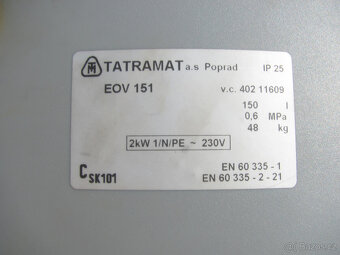 TATRAMAT a.s Poprad IP 25
EOV 151 v.c. 402 11609
150 l
0,6 MPa
48 kg
2kW 1/N/PE ~ 230V
C SK101
EN 60 335 - 1
EN 60 335 - 2 - 21